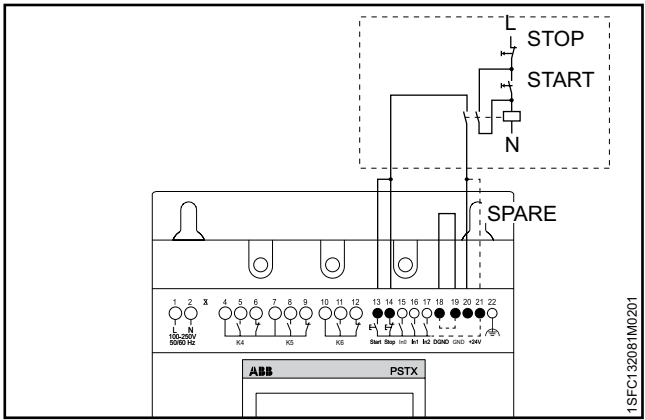 L
STOP
START
N
SPARE
1 2 X 4 5 6 7 8 9 10 11 12 13 14 15 16 17 18 19 20 21 22
L N K4 K5 K6 Start Stop In0 In1 In2 DGND GND +24V
100-250V
50/60 Hz
ABB PSTX
1SFC132081M0201